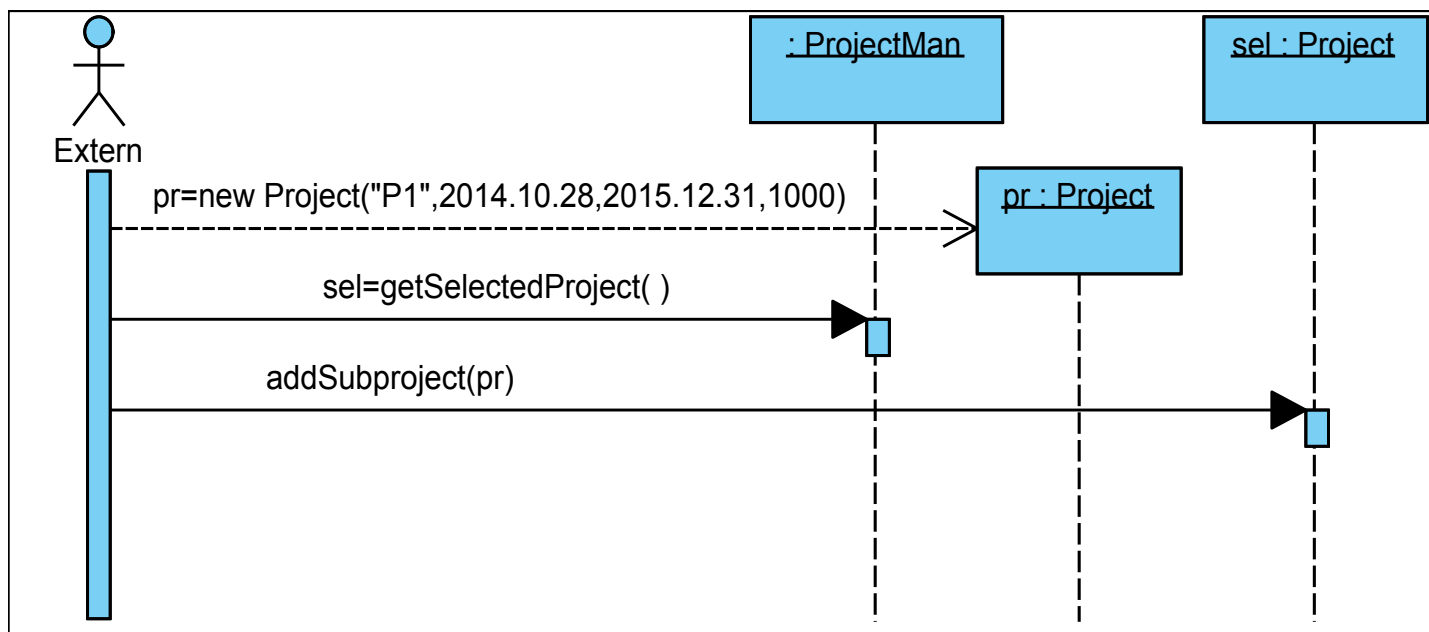 : ProjectMan
sel : Project
Extern
pr=new Project("P1",2014.10.28,2015.12.31,1000)
pr : Project
sel=getSelectedProject( )
addSubproject(pr)